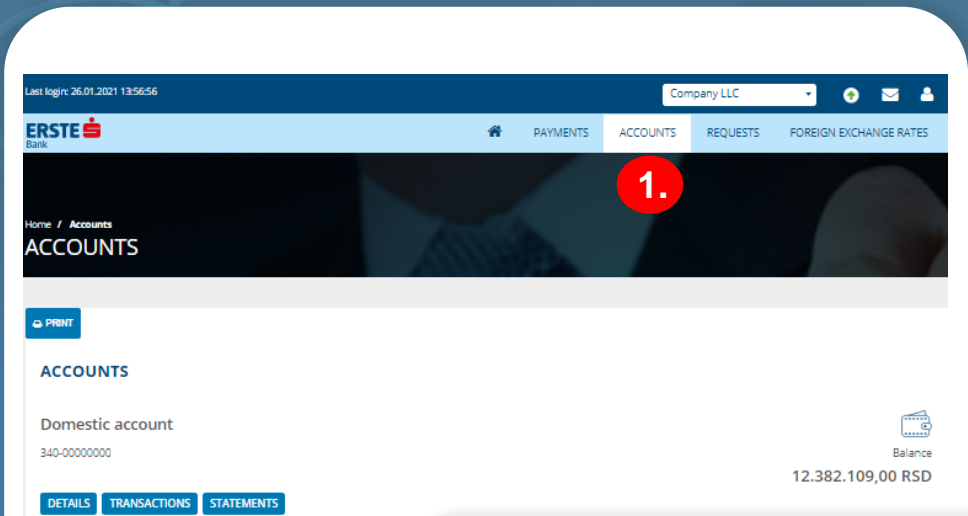 Last login: 26.01.2021 13:56:56
Company LLC
ERSTE
Bank
PAYMENTS ACCOUNTS REQUESTS FOREIGN EXCHANGE RATES
1.
Home / Accounts
ACCOUNTS
PRINT
ACCOUNTS
Domestic account
340-00000000
Balance
12.382.109,00 RSD
DETAILS TRANSACTIONS STATEMENTS